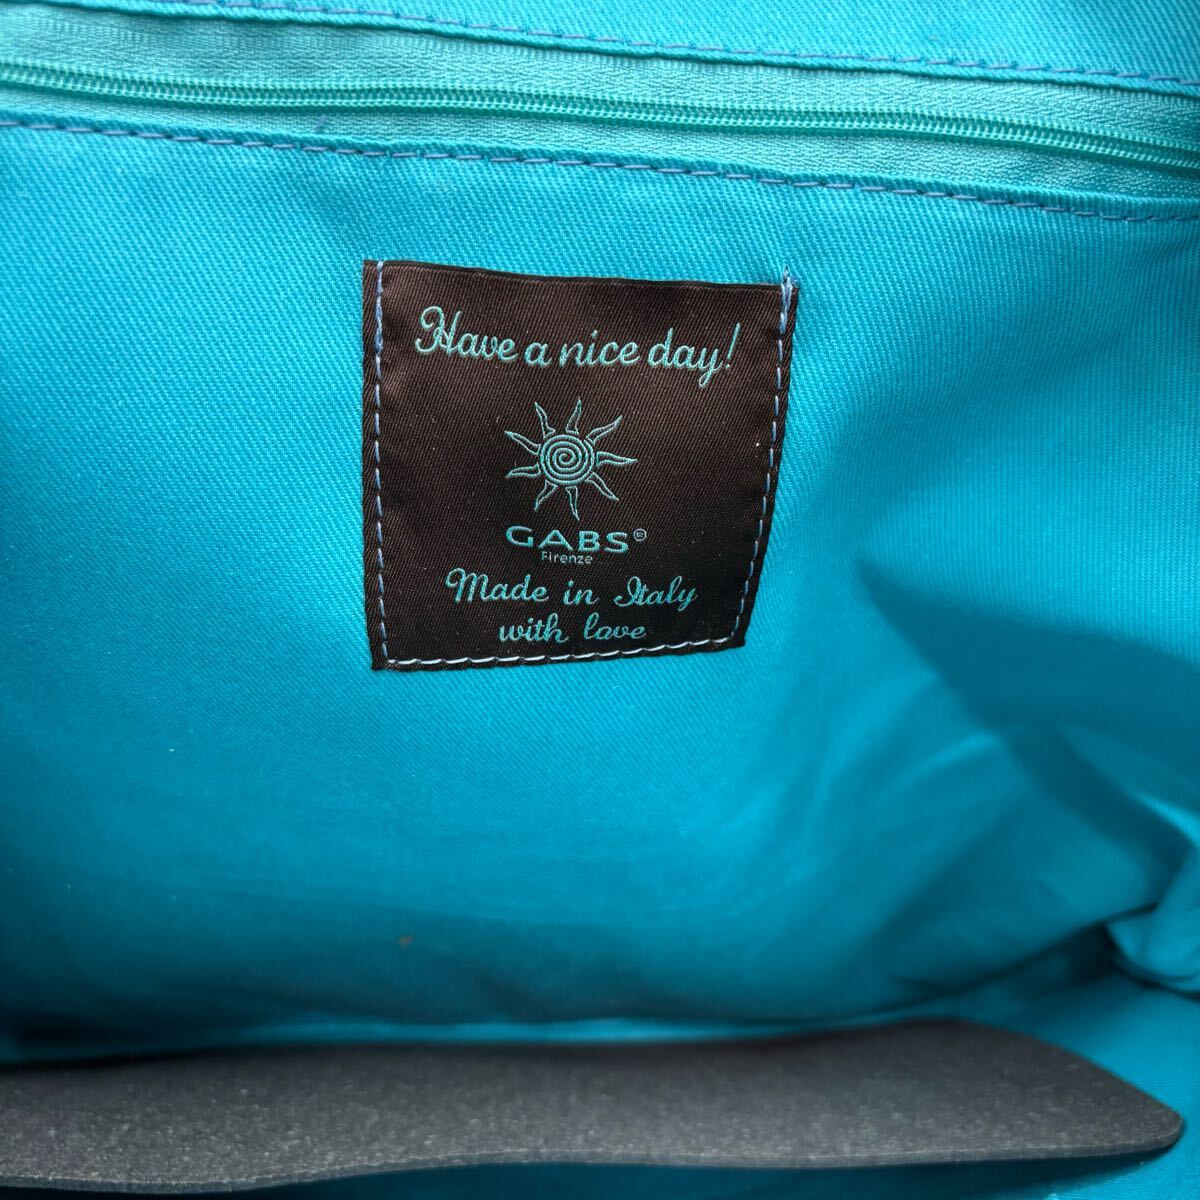 Have a nice day!
GABS®
Firenze
Made in Italy
with love